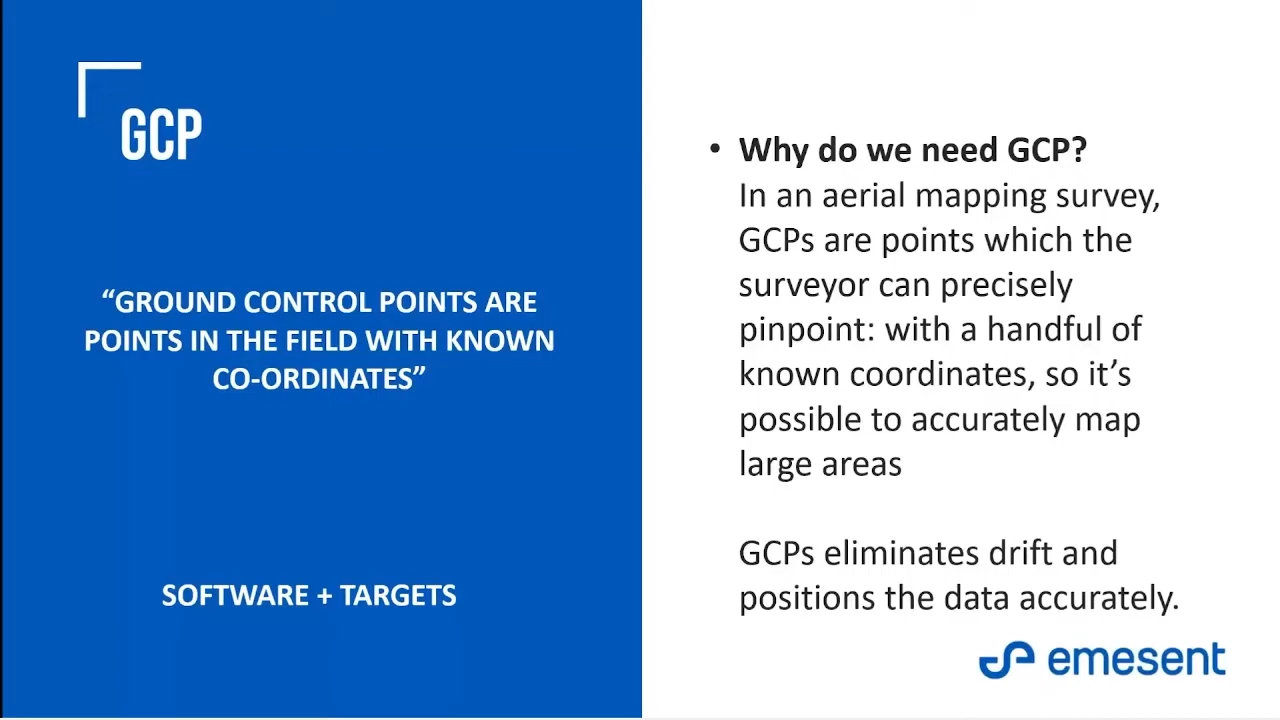 GCP
“GROUND CONTROL POINTS ARE
POINTS IN THE FIELD WITH KNOWN
CO-ORDINATES”
SOFTWARE + TARGETS
• Why do we need GCP?
In an aerial mapping survey,
GCPs are points which the
surveyor can precisely
pinpoint: with a handful of
known coordinates, so it’s
possible to accurately map
large areas
GCPs eliminates drift and
positions the data accurately.
emesent